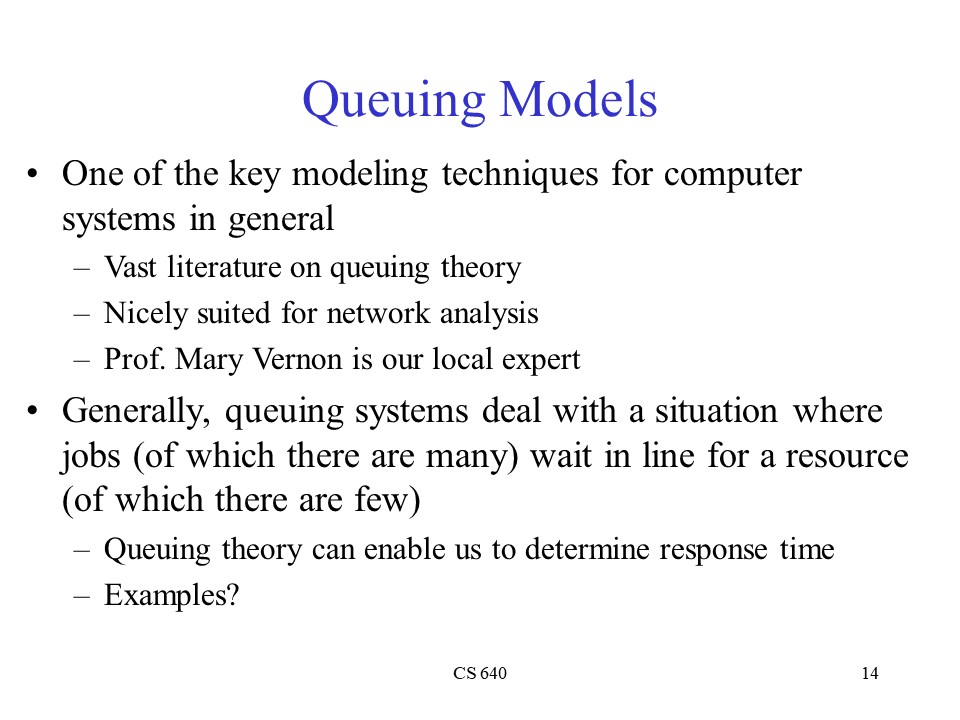 Queuing Models
• One of the key modeling techniques for computer
systems in general
– Vast literature on queuing theory
– Nicely suited for network analysis
– Prof. Mary Vernon is our local expert
• Generally, queuing systems deal with a situation where
jobs (of which there are many) wait in line for a resource
(of which there are few)
– Queuing theory can enable us to determine response time
– Examples?
CS 640
14